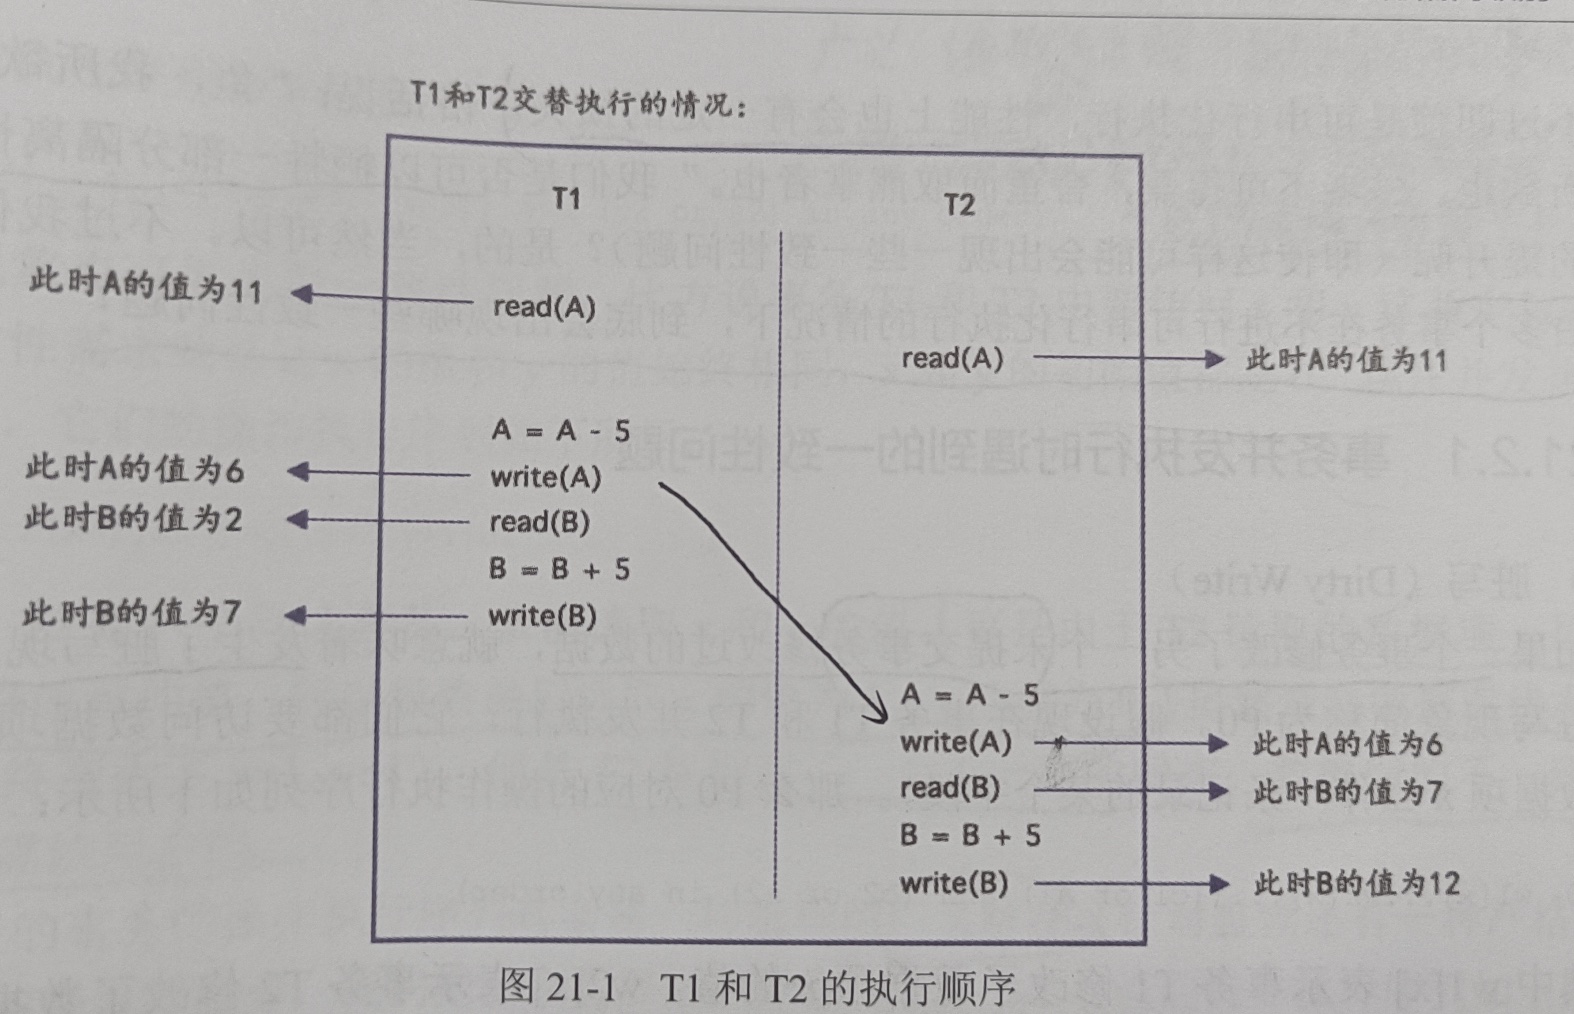 T1和T2交替执行的情况：
T1
T2
此时A的值为11
read(A)
read(A)
此时A的值为11
A = A - 5
此时A的值为6
write(A)
此时B的值为2
read(B)
B = B + 5
此时B的值为7
write(B)
A = A - 5
write(A)
此时A的值为6
read(B)
此时B的值为7
B = B + 5
write(B)
此时B的值为12
图 21-1 T1 和 T2 的执行顺序